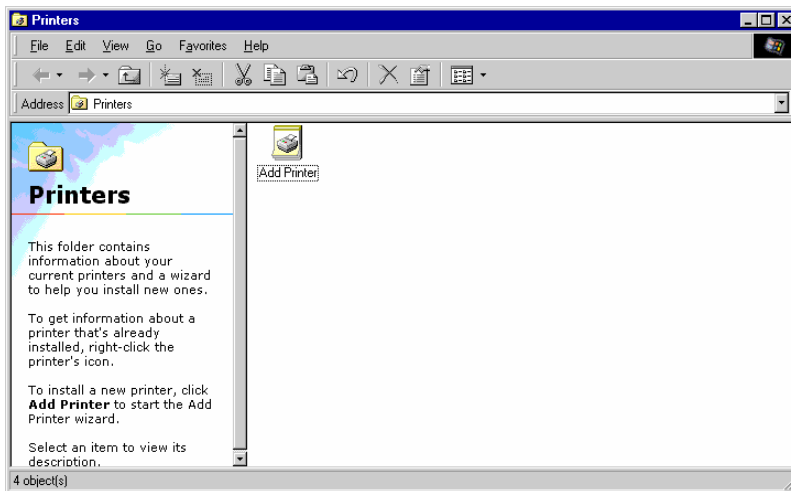 Printers
File Edit View Go Favorites Help
Address Printers
Add Printer
Printers
This folder contains
information about your
current printers and a wizard
to help you install new ones.
To get information about a
printer that's already
installed, right-click the
printer's icon.
To install a new printer, click
Add Printer to start the Add
Printer wizard.
Select an item to view its
description.
4 object(s)